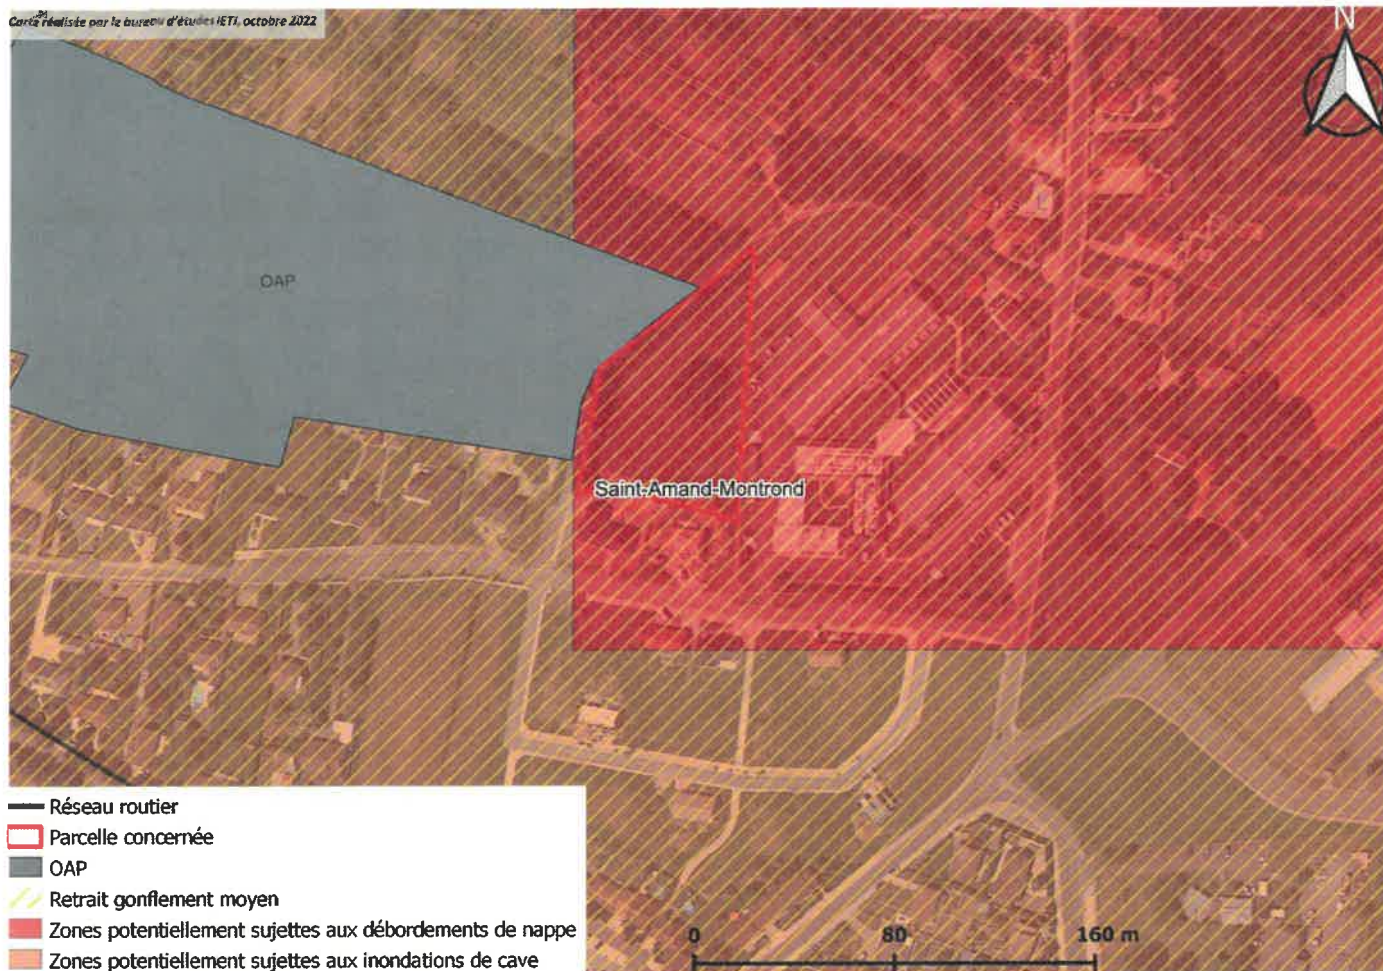 Carte réalisée par le bureau d'études IETI, octobre 2022
N
OAP
Saint-Amand-Montrond
Réseau routier
Parcelle concernée
OAP
Retrait gonflement moyen
Zones potentiellement sujettes aux débordements de nappe
Zones potentiellement sujettes aux inondations de cave
0 80 160 m